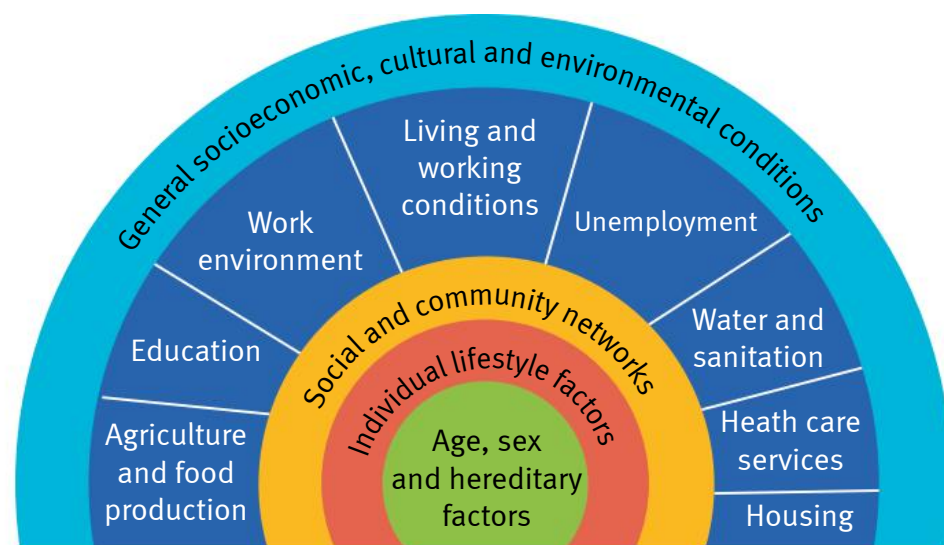 General socioeconomic, cultural and environmental conditions
Living and
working
conditions
Work
environment
Unemployment
Education
Water and
sanitation
Agriculture
and food
production
Heath care
services
Housing
Social and community networks
Individual lifestyle factors
Age, sex
and hereditary
factors